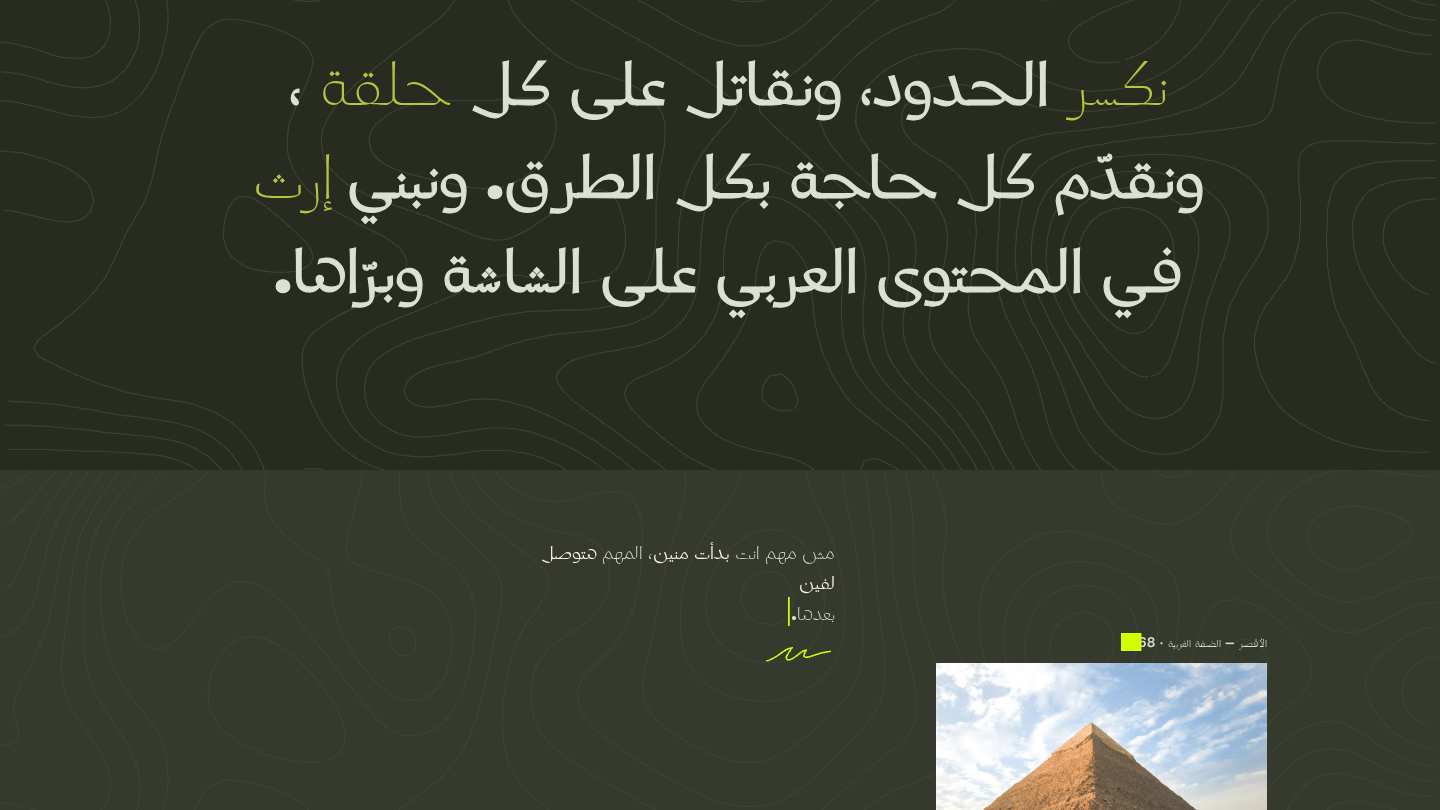 نكسر الحدود، ونقاتل على كل حلقة ،
ونقدّم كل حاجة بكل الطرق. ونبني إرث
في المحتوى العربي على الشاشة وبرّاها.
مش مهم انت بدأت منين، المهم هتوصل
لفين
بعدها.
الأقصر — الضفة الغربية · 68